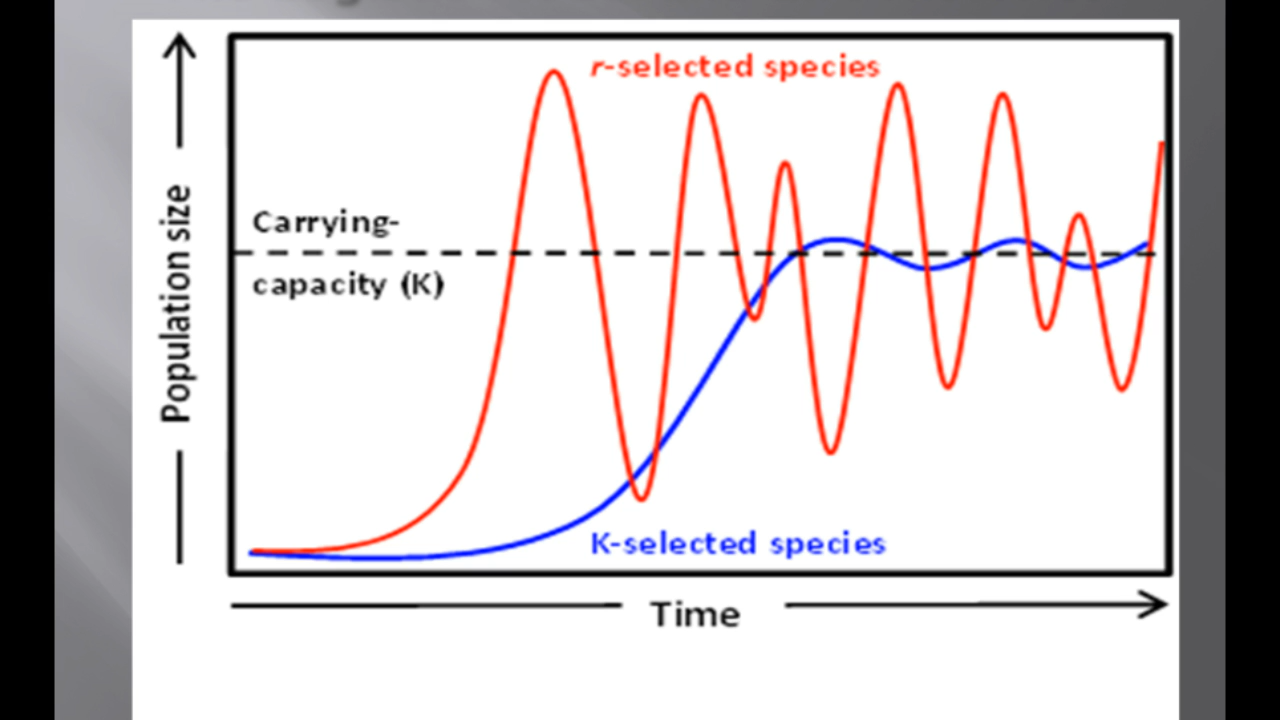 r-selected species
Carrying-
capacity (K)
Population size
K-selected species
Time